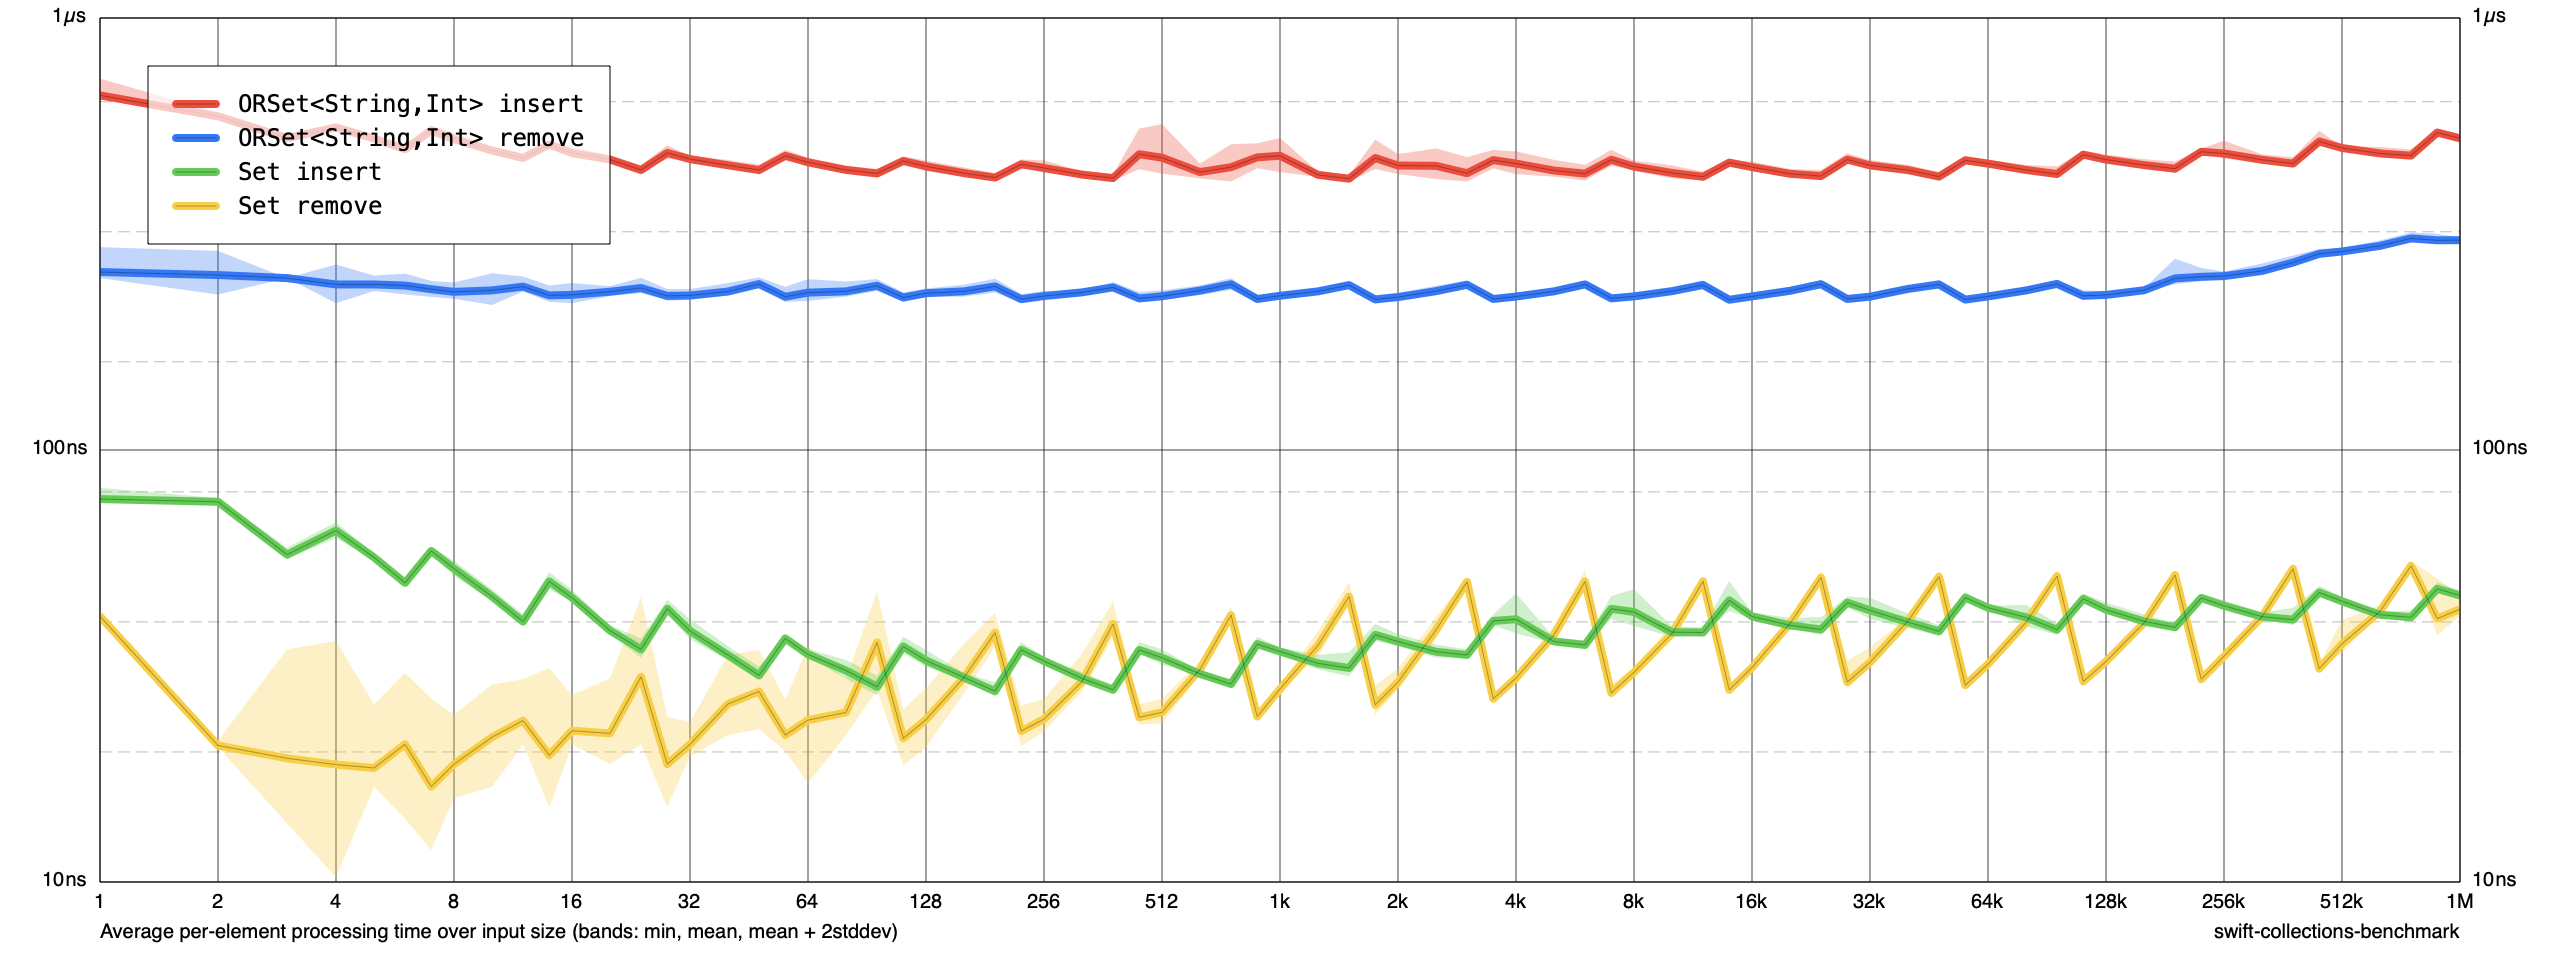 1µs
1µs
ORSet<String,Int> insert
ORSet<String,Int> remove
Set insert
Set remove
100ns
100ns
10ns
10ns
1 2 4 8 16 32 64 128 256 512 1k 2k 4k 8k 16k 32k 64k 128k 256k 512k 1M
Average per-element processing time over input size (bands: min, mean, mean + 2stddev)
swift-collections-benchmark